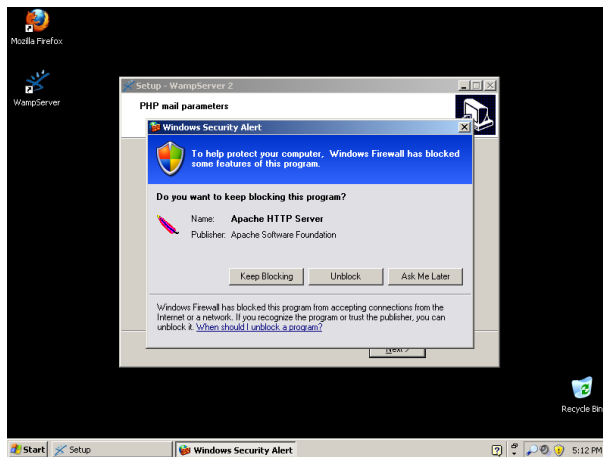 Mozilla Firefox
WampServer
Setup - WampServer 2
PHP mail parameters
Windows Security Alert
To help protect your computer, Windows Firewall has blocked
some features of this program.
Do you want to keep blocking this program?
Name: Apache HTTP Server
Publisher: Apache Software Foundation
Keep Blocking
Unblock
Ask Me Later
Windows Firewall has blocked this program from accepting connections from the
Internet or a network. If you recognize the program or trust the publisher, you can
unblock it. When should I unblock a program?
Next >
Recycle Bin
Start
Setup
Windows Security Alert
5:12 PM